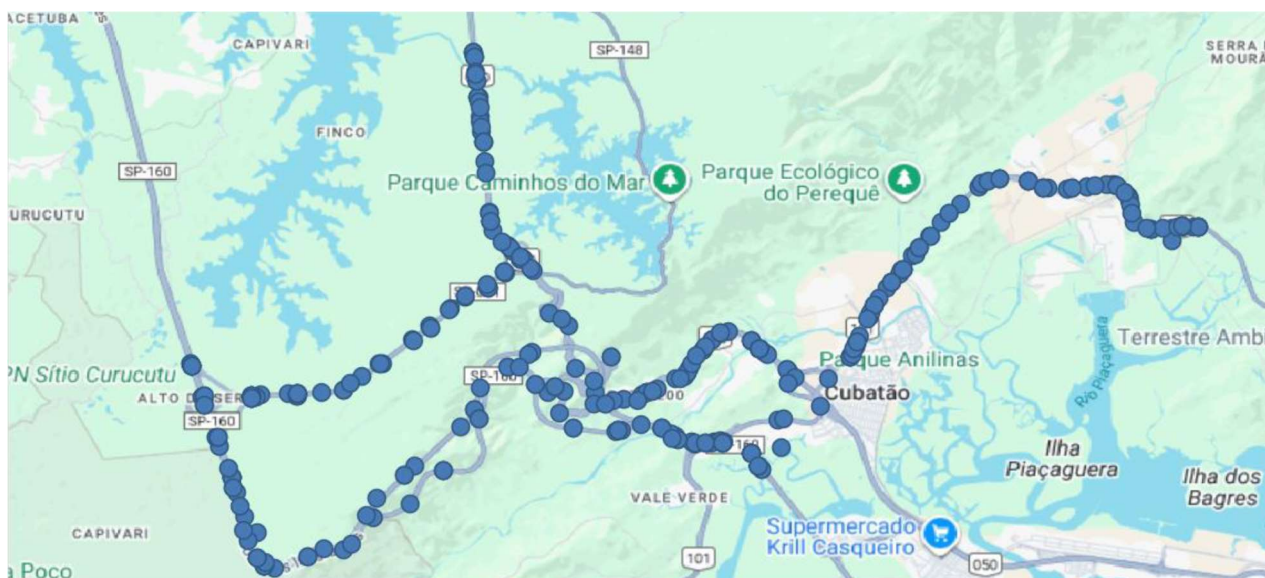 ACETUBA
CAPIVARI
SP-148
SERRA
MOURÃ
FINCO
SP-160
Parque Caminhos do Mar
Parque Ecológico
do Perequê
URUCUTU
PN Sítio Curucutu
Parque Anilinas
Terrestre Ambi
Rio Piaçaguera
Cubatão
SP-160
SP-160
Ilha
Piaçaguera
Ilha dos
Bagres
VALE VERDE
CAPIVARI
Supermercado
Krill Casqueiro
101
050
a Poco